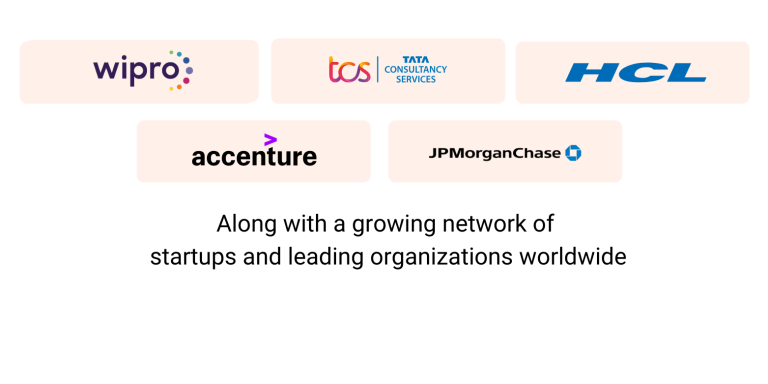 wipro
tcs
TATA
CONSULTANCY
SERVICES
HCL
accenture
JPMorganChase
Along with a growing network of
startups and leading organizations worldwide